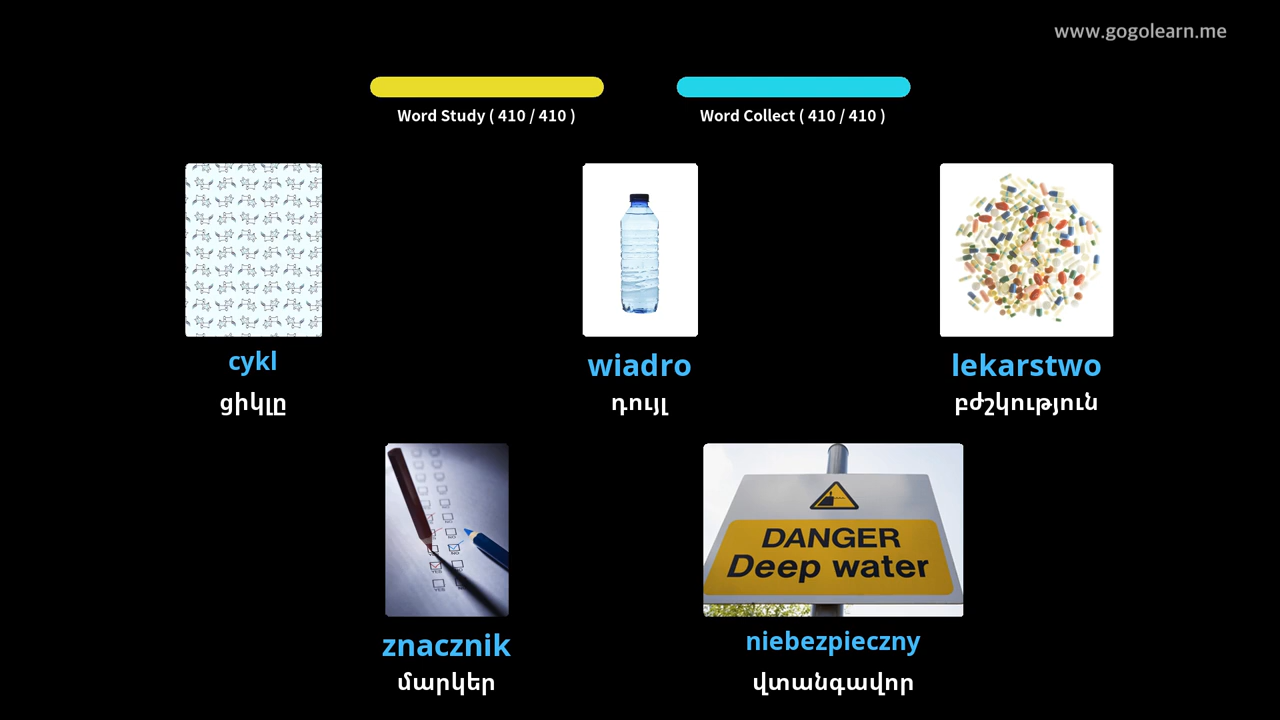 www.gogolearn.me
Word Study ( 410 / 410 )
Word Collect ( 410 / 410 )
cykl
ցիկլը
wiadro
դույլ
lekarstwo
բժշկություն
znacznik
մարկեր
DANGER
Deep water
niebezpieczny
վտանգավոր